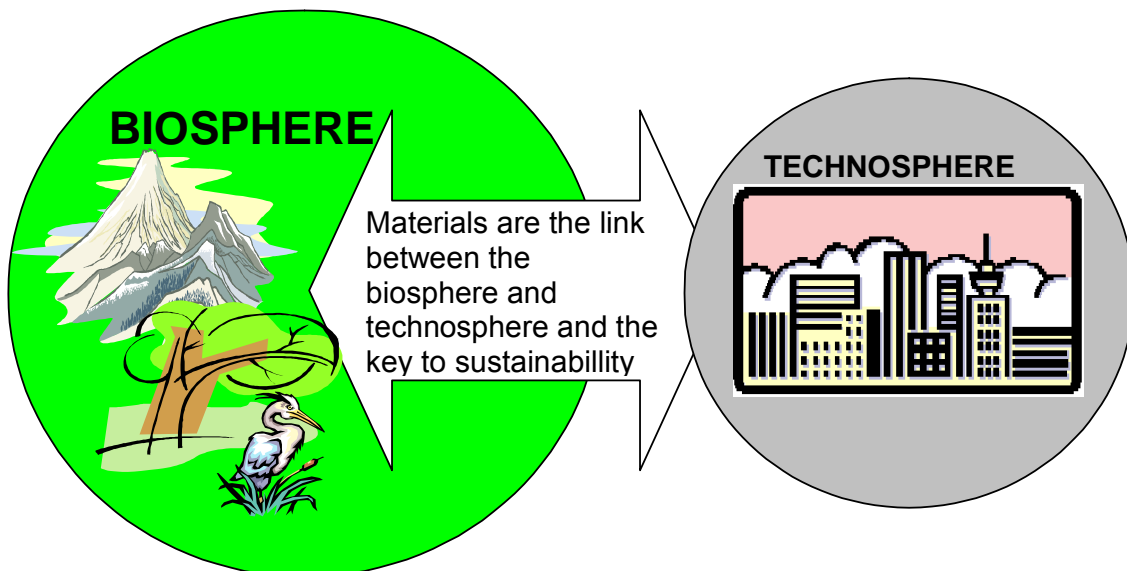 BIOSPHERE
TECHNOSPHERE
Materials are the link
between the
biosphere and
technosphere and the
key to sustainabillity